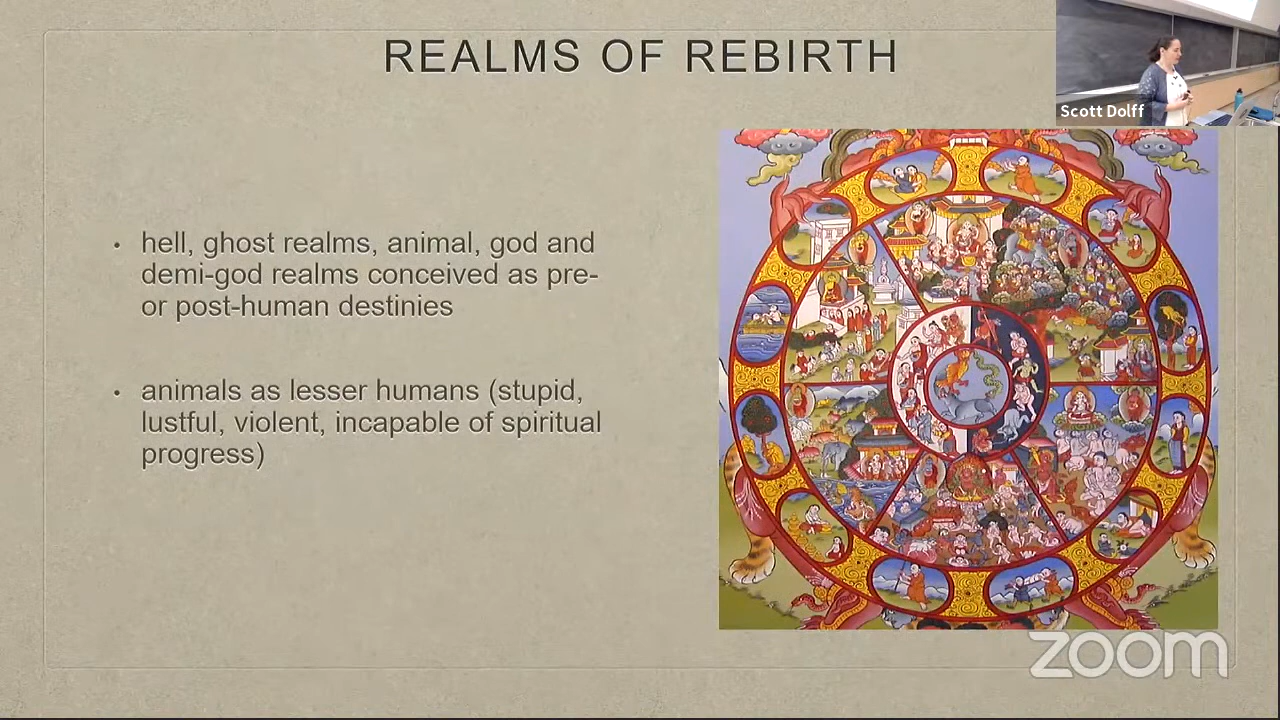 REALMS OF REBIRTH
Scott Dolff
• hell, ghost realms, animal, god and
demi-god realms conceived as pre-
or post-human destinies
• animals as lesser humans (stupid,
lustful, violent, incapable of spiritual
progress)
zoom